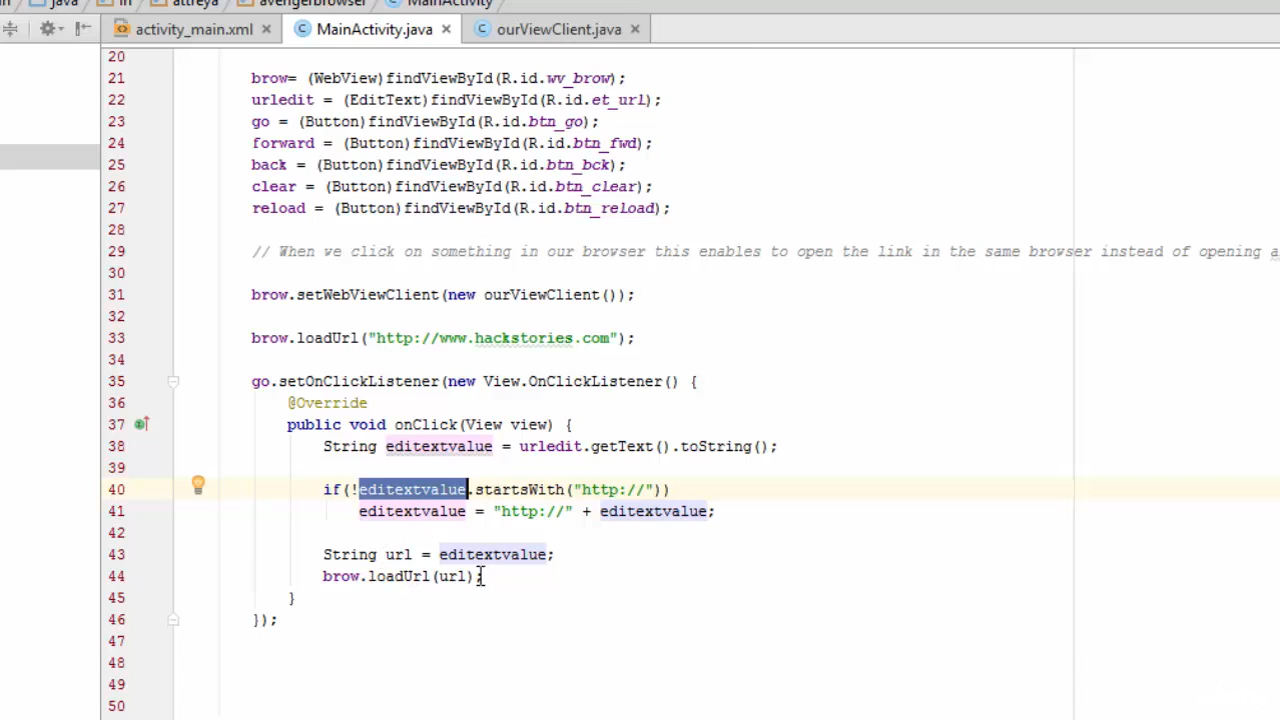 java in attreya avengerbrowser MainActivity
activity_main.xml MainActivity.java ourViewClient.java
20
21 brow= (WebView)findViewById(R.id.wv_brow);
22 urledit = (EditText)findViewById(R.id.et_url);
23 go = (Button)findViewById(R.id.btn_go);
24 forward = (Button)findViewById(R.id.btn_fwd);
25 back = (Button)findViewById(R.id.btn_bck);
26 clear = (Button)findViewById(R.id.btn_clear);
27 reload = (Button)findViewById(R.id.btn_reload);
28
29 // When we click on something in our browser this enables to open the link in the same browser instead of opening a
30
31 brow.setWebViewClient(new ourViewClient());
32
33 brow.loadUrl("http://www.hackstories.com");
34
35 go.setOnClickListener(new View.OnClickListener() {
36 @Override
37 public void onClick(View view) {
38 String editextvalue = urledit.getText().toString();
39
40 if(!editextvalue.startsWith("http://"))
41 editextvalue = "http://" + editextvalue;
42
43 String url = editextvalue;
44 brow.loadUrl(url);
45 }
46 });
47
48
49
50